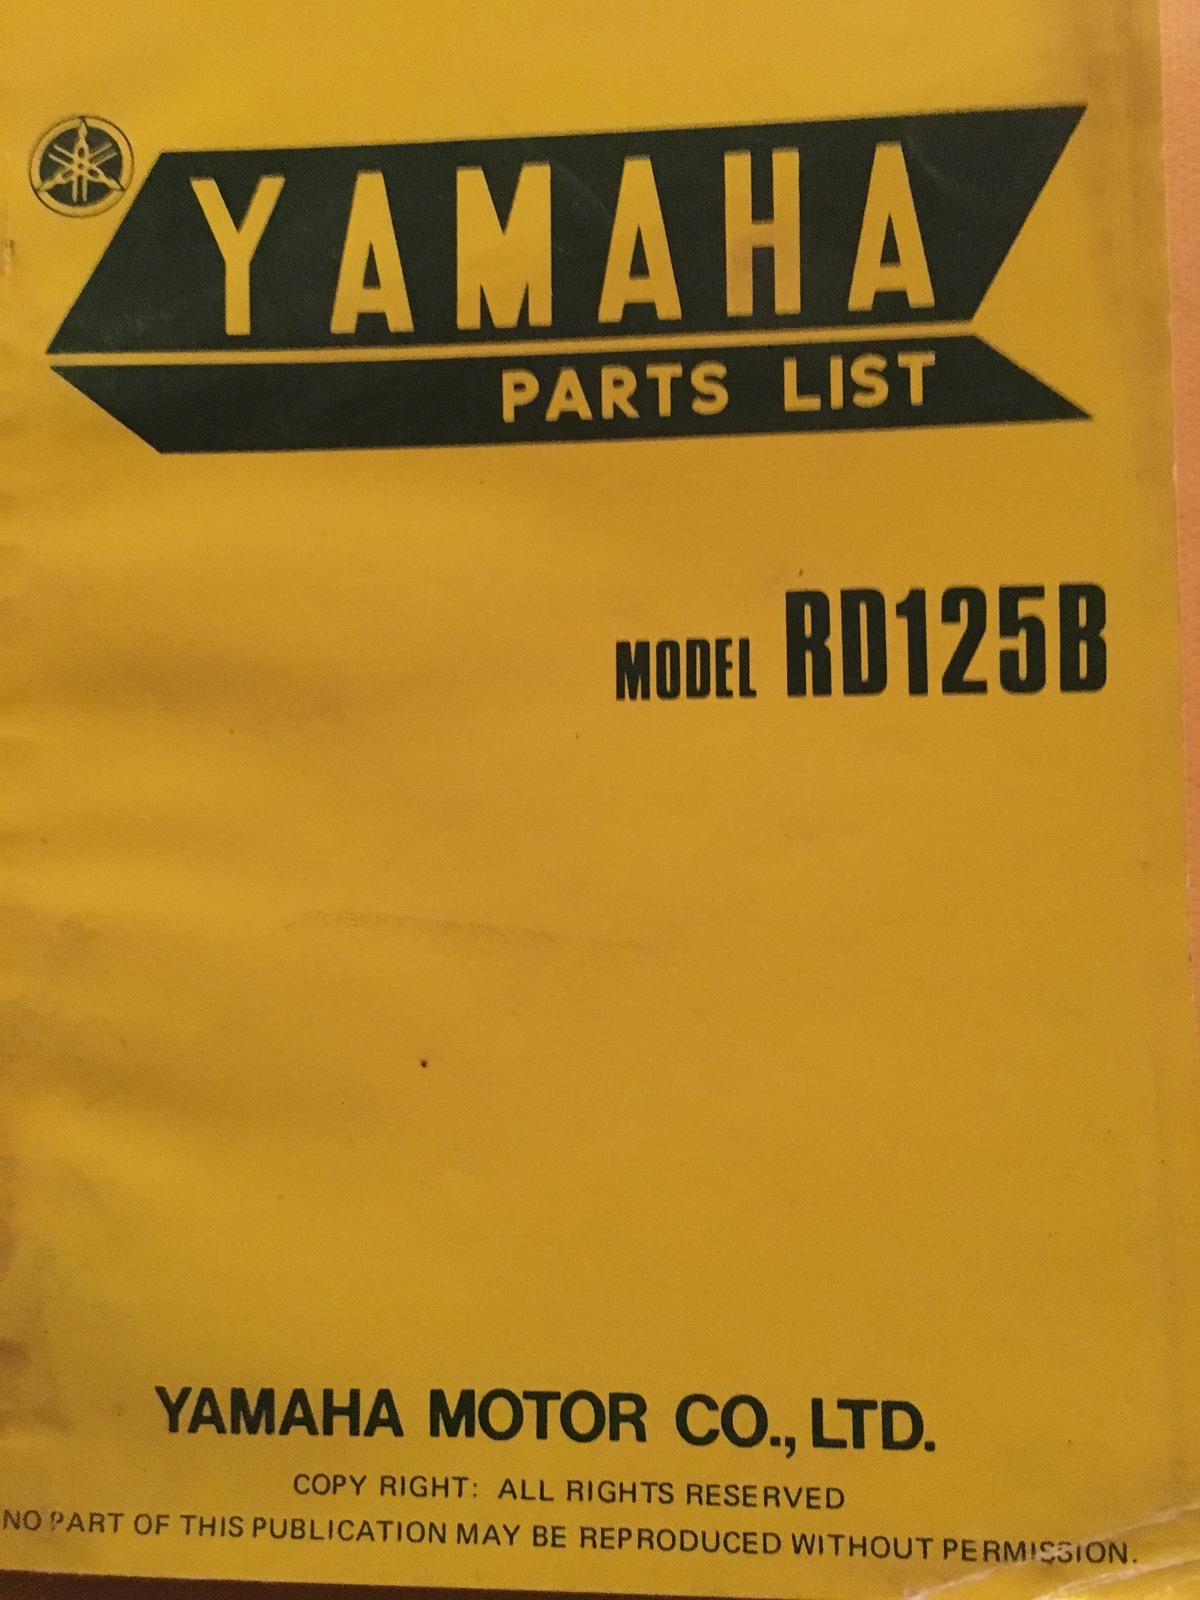 YAMAHA
PARTS LIST
MODEL RD125B
YAMAHA MOTOR CO., LTD.
COPY RIGHT: ALL RIGHTS RESERVED
NO PART OF THIS PUBLICATION MAY BE REPRODUCED WITHOUT PERMISSION.